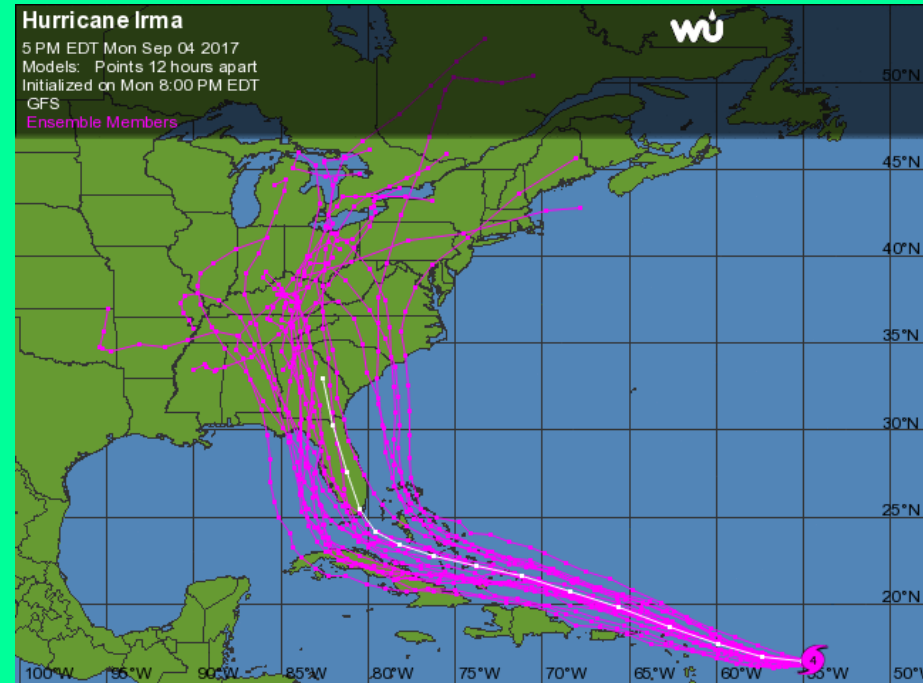 Hurricane Irma
5 PM EDT Mon Sep 04 2017
Models: Points 12 hours apart
Initialized on Mon 8:00 PM EDT
GFS
Ensemble Members
wu
50°N
45°N
40°N
35°N
30°N
25°N
20°N
4
100°W 95°W 90°W 85°W 80°W 75°W 70°W 65°W 60°W 55°W 50°W